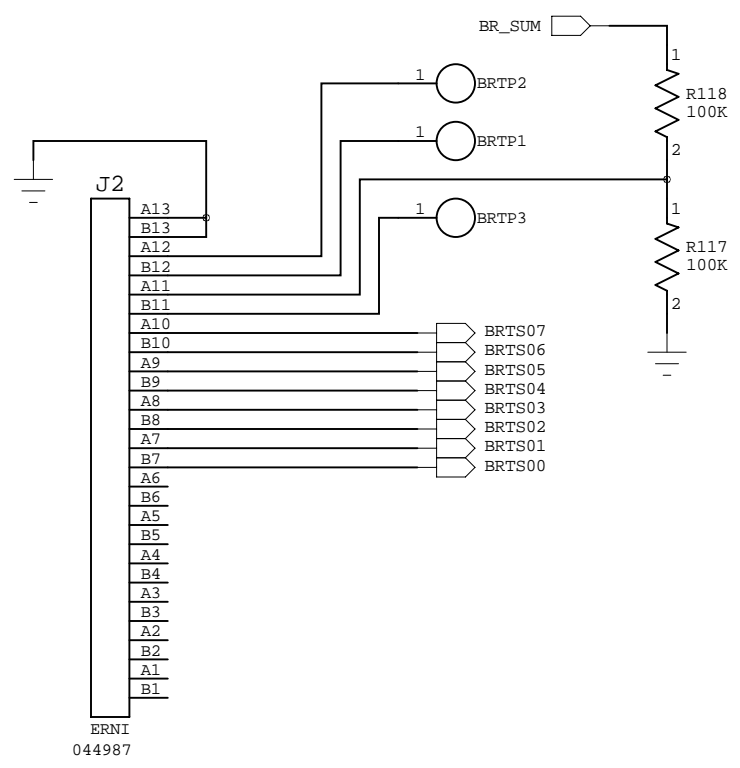 BR_SUM
1
R118
100K
2
1 BRTP2
1 BRTP1
1 BRTP3
1
R117
100K
2
J2
A13
B13
A12
B12
A11
B11
A10 BRTS07
B10 BRTS06
A9 BRTS05
B9 BRTS04
A8 BRTS03
B8 BRTS02
A7 BRTS01
B7 BRTS00
A6
B6
A5
B5
A4
B4
A3
B3
A2
B2
A1
B1
ERNI
044987